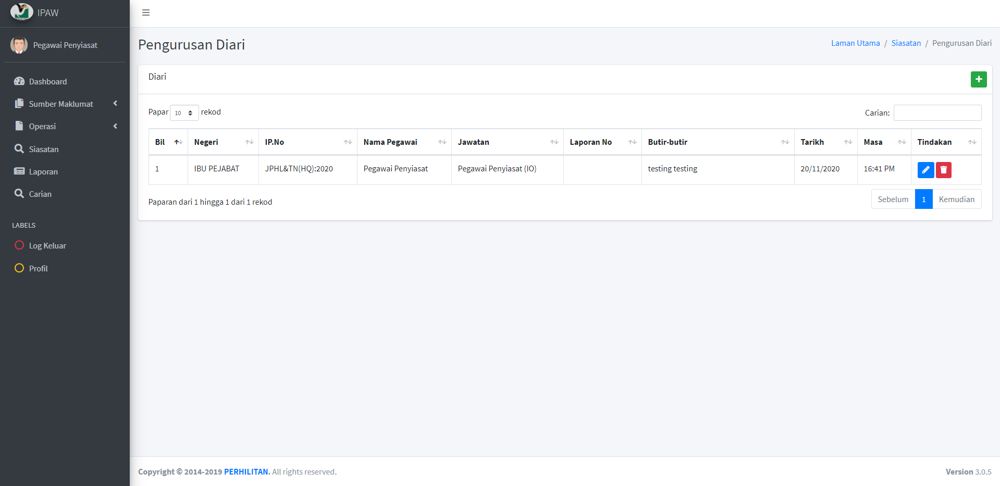 IPAW
Pegawai Penyiasat
Dashboard
Sumber Maklumat
Operasi
Siasatan
Laporan
Carian
LABELS
Log Keluar
Profil
Pengurusan Diari
Laman Utama / Siasatan / Pengurusan Diari
Diari
Papar 10 rekod
Carian:
Bil Negeri IP.No Nama Pegawai Jawatan Laporan No Butir-butir Tarikh Masa Tindakan
1 IBU PEJABAT JPHL&TN(HQ):2020 Pegawai Penyiasat Pegawai Penyiasat (IO) testing testing 20/11/2020 16:41 PM
Paparan dari 1 hingga 1 dari 1 rekod
Sebelum 1 Kemudian
Copyright © 2014-2019 PERHILITAN. All rights reserved.
Version 3.0.5